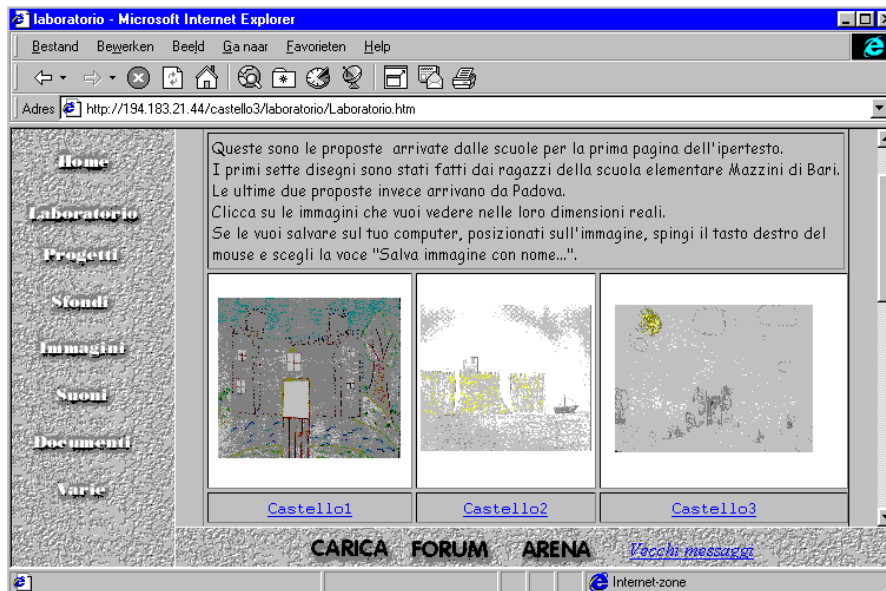 laboratorio - Microsoft Internet Explorer
Bestand Bewerken Beeld Ga naar Favorieten Help
Adres http://194.183.21.44/castello3/laboratorio/Laboratorio.htm
Home
Laboratorio
Progetti
Sfondi
Immagini
Suoni
Documenti
Varie
Queste sono le proposte arrivate dalle scuole per la prima pagina dell'ipertesto.
I primi sette disegni sono stati fatti dai ragazzi della scuola elementare Mazzini di Bari.
Le ultime due proposte invece arrivano da Padova.
Clicca su le immagini che vuoi vedere nelle loro dimensioni reali.
Se le vuoi salvare sul tuo computer, posizionati sull'immagine, spingi il tasto destro del
mouse e scegli la voce "Salva immagine con nome...".
Castello1 Castello2 Castello3
CARICA FORUM ARENA Vecchi messaggi
Internet-zone